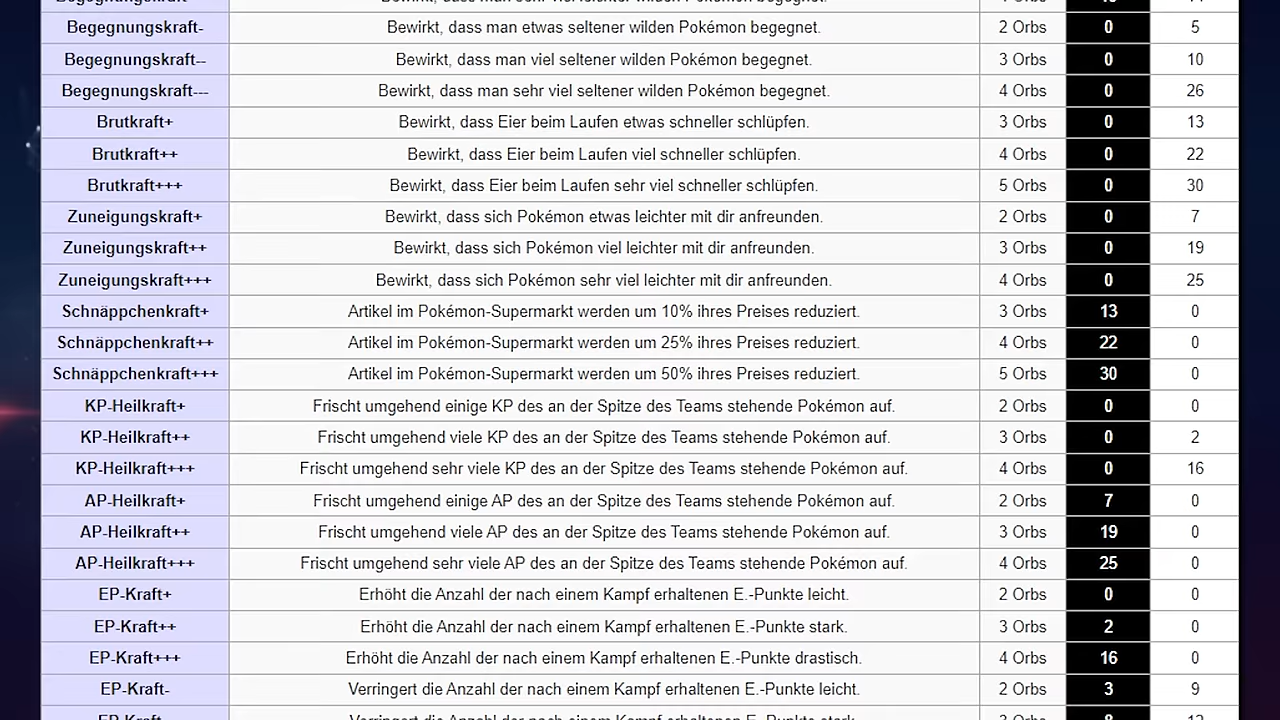 Begegnungskraft- Bewirkt, dass man etwas seltener wilden Pokémon begegnet. 2 Orbs 0 5
Begegnungskraft-- Bewirkt, dass man viel seltener wilden Pokémon begegnet. 3 Orbs 0 10
Begegnungskraft--- Bewirkt, dass man sehr viel seltener wilden Pokémon begegnet. 4 Orbs 0 26
Brutkraft+ Bewirkt, dass Eier beim Laufen etwas schneller schlüpfen. 3 Orbs 0 13
Brutkraft++ Bewirkt, dass Eier beim Laufen viel schneller schlüpfen. 4 Orbs 0 22
Brutkraft+++ Bewirkt, dass Eier beim Laufen sehr viel schneller schlüpfen. 5 Orbs 0 30
Zuneigungskraft+ Bewirkt, dass sich Pokémon etwas leichter mit dir anfreunden. 2 Orbs 0 7
Zuneigungskraft++ Bewirkt, dass sich Pokémon viel leichter mit dir anfreunden. 3 Orbs 0 19
Zuneigungskraft+++ Bewirkt, dass sich Pokémon sehr viel leichter mit dir anfreunden. 4 Orbs 0 25
Schnäppchenkraft+ Artikel im Pokémon-Supermarkt werden um 10% ihres Preises reduziert. 3 Orbs 13 0
Schnäppchenkraft++ Artikel im Pokémon-Supermarkt werden um 25% ihres Preises reduziert. 4 Orbs 22 0
Schnäppchenkraft+++ Artikel im Pokémon-Supermarkt werden um 50% ihres Preises reduziert. 5 Orbs 30 0
KP-Heilkraft+ Frischt umgehend einige KP des an der Spitze des Teams stehende Pokémon auf. 2 Orbs 0 0
KP-Heilkraft++ Frischt umgehend viele KP des an der Spitze des Teams stehende Pokémon auf. 3 Orbs 0 2
KP-Heilkraft+++ Frischt umgehend sehr viele KP des an der Spitze des Teams stehende Pokémon auf. 4 Orbs 0 16
AP-Heilkraft+ Frischt umgehend einige AP des an der Spitze des Teams stehende Pokémon auf. 2 Orbs 7 0
AP-Heilkraft++ Frischt umgehend viele AP des an der Spitze des Teams stehende Pokémon auf. 3 Orbs 19 0
AP-Heilkraft+++ Frischt umgehend sehr viele AP des an der Spitze des Teams stehende Pokémon auf. 4 Orbs 25 0
EP-Kraft+ Erhöht die Anzahl der nach einem Kampf erhaltenen E.-Punkte leicht. 2 Orbs 0 0
EP-Kraft++ Erhöht die Anzahl der nach einem Kampf erhaltenen E.-Punkte stark. 3 Orbs 2 0
EP-Kraft+++ Erhöht die Anzahl der nach einem Kampf erhaltenen E.-Punkte drastisch. 4 Orbs 16 0
EP-Kraft- Verringert die Anzahl der nach einem Kampf erhaltenen E.-Punkte leicht. 2 Orbs 3 9